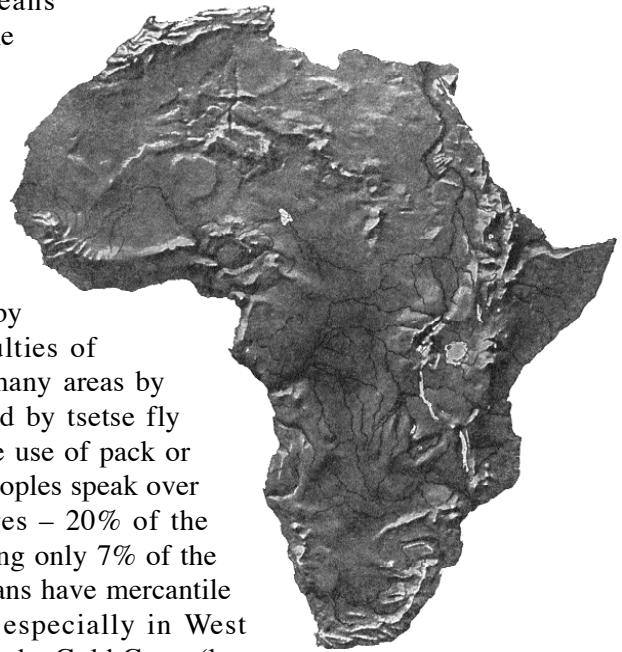 e
by
ulties of
many areas by
d by tsetse fly
e use of pack or
oples speak over
es – 20% of the
ng only 7% of the
ans have mercantile
especially in West